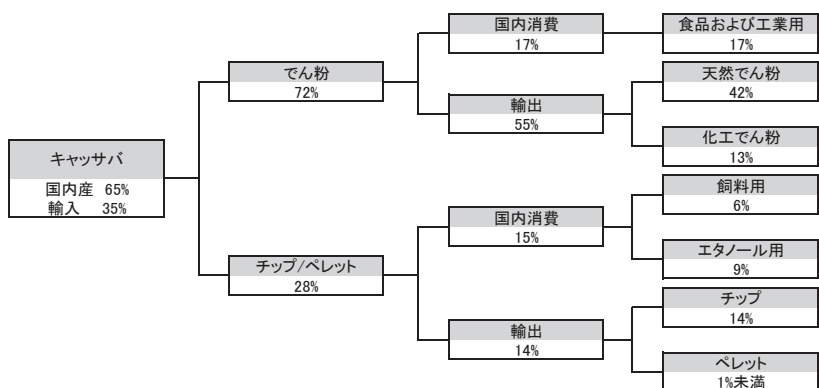 キャッサバ
国内産 65%
輸入 35%
でん粉
72%
国内消費
17%
食品および工業用
17%
輸出
55%
天然でん粉
42%
化工でん粉
13%
チップ/ペレット
28%
国内消費
15%
飼料用
6%
エタノール用
9%
輸出
14%
チップ
14%
ペレット
1%未満